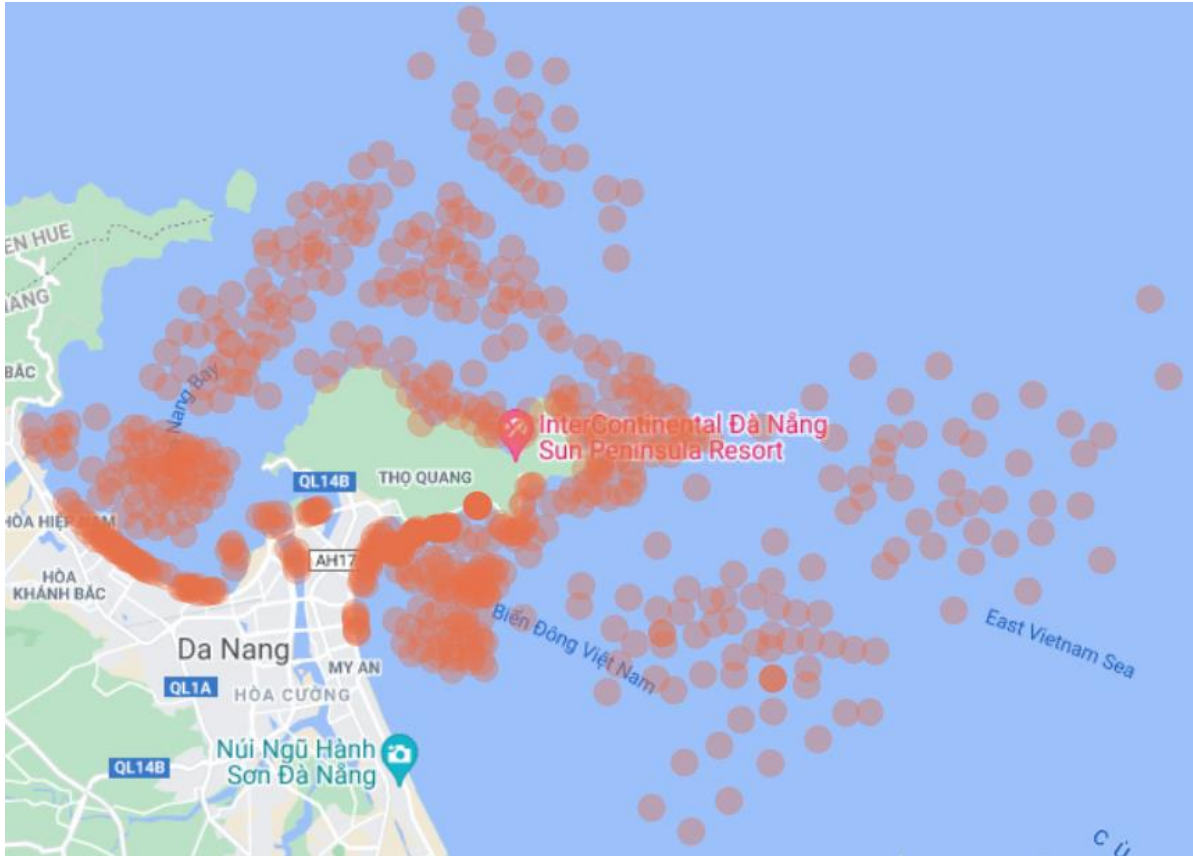 EN HUE
NANG
BẮC
Nang Bay
InterContinental Đà Nẵng
Sun Peninsula Resort
THỌ QUANG
QL14B
HÒA HIỆP NAM
AH17
HÒA
KHÁNH BẮC
Biển Đông Việt Nam
East Vietnam Sea
Da Nang
MY AN
QL1A
HÒA CƯỜNG
Núi Ngũ Hành
Sơn Đà Nẵng
QL14B
C Ù